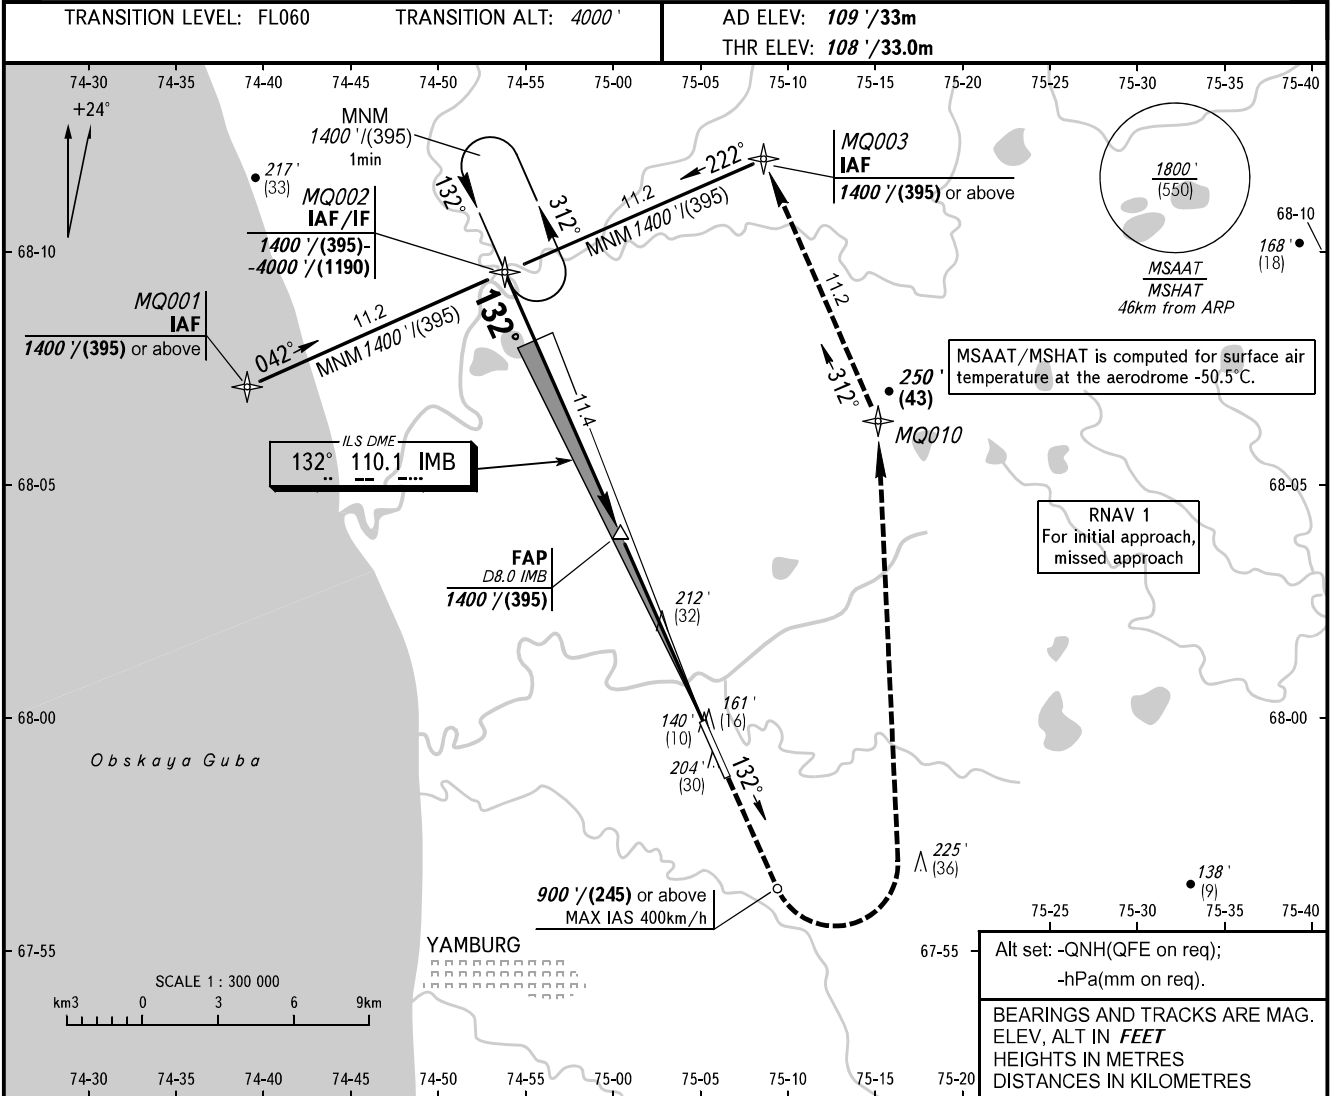 TRANSITION LEVEL: FL060 TRANSITION ALT: 4000 '
AD ELEV: 109 '/33m
THR ELEV: 108 '/33.0m
74-30 74-35 74-40 74-45 74-50 74-55 75-00 75-05 75-10 75-15 75-20 75-25 75-30 75-35 75-40
+24°
MNM
1400 '/(395)
1min
217 '
(33)
MQ002
IAF/IF
1400 '/(395)-
-4000 '/(1190)
132°
312°
222°
11.2
MNM 1400 '/(395)
MQ003
IAF
1400 '/(395) or above
1800 '
(550)
MSAAT
MSHAT
46km from ARP
68-10
68-10
168 '
(18)
MQ001
IAF
1400 '/(395) or above
042°
11.2
MNM 1400 '/(395)
132°
11.4
11.2
312°
250 '
(43)
MQ010
MSAAT/MSHAT is computed for surface air
temperature at the aerodrome -50.5°C.
ILS DME
132° 110.1 IMB
68-05
68-05
RNAV 1
For initial approach,
missed approach
FAP
D8.0 IMB
1400 '/(395)
212 '
(32)
161 '
(16)
140 '
(10)
204 '
(30)
132°
68-00
68-00
Obskaya Guba
225 '
(36)
138 '
(9)
900 '/(245) or above
MAX IAS 400km/h
YAMBURG
75-25 75-30 75-35 75-40
67-55
67-55
SCALE 1 : 300 000
km3 0 3 6 9km
Alt set: -QNH(QFE on req);
-hPa(mm on req).
BEARINGS AND TRACKS ARE MAG.
ELEV, ALT IN FEET
HEIGHTS IN METRES
DISTANCES IN KILOMETRES
74-30 74-35 74-40 74-45 74-50 74-55 75-00 75-05 75-10 75-15 75-20